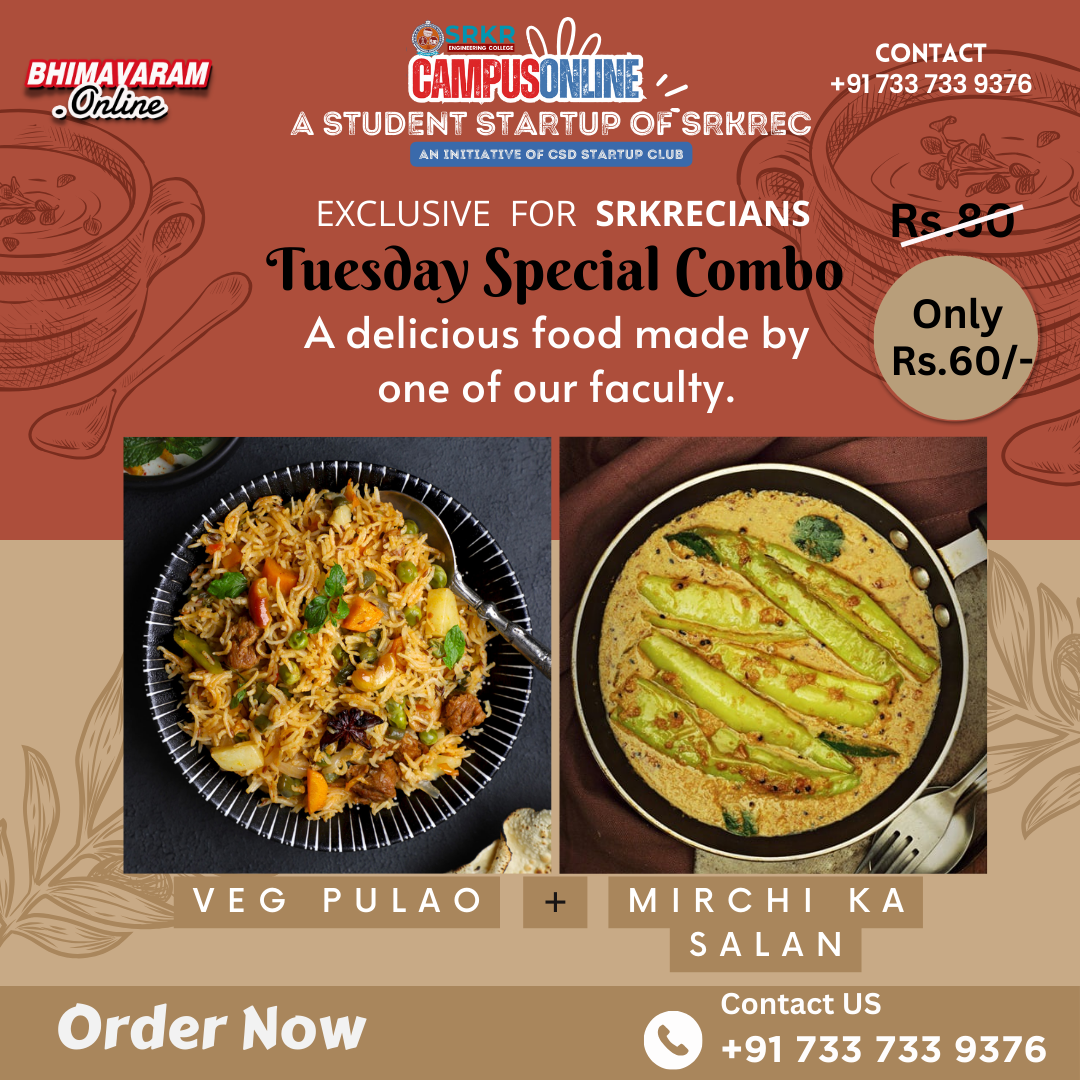 BHIMAVARAM
.Online
SRKR
ENGINEERING COLLEGE
CAMPUSONLINE
A STUDENT STARTUP OF SRKREC
AN INITIATIVE OF CSD STARTUP CLUB
CONTACT
+91 733 733 9376
EXCLUSIVE FOR SRKRECIANS
Tuesday Special Combo
A delicious food made by
one of our faculty.
Rs.80
Only
Rs.60/-
VEG PULAO + MIRCHI KA
SALAN
Order Now
Contact US
+91 733 733 9376